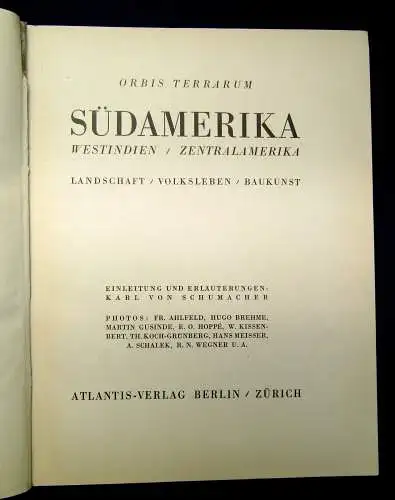 ORBIS TERRARUM
SÜDAMERIKA
WESTINDIEN / ZENTRALAMERIKA
LANDSCHAFT / VOLKSLEBEN / BAUKUNST
EINLEITUNG UND ERLÄUTERUNGEN:
KARL VON SCHUMACHER
PHOTOS: FR. AHLFELD, HUGO BREHME,
MARTIN GUSINDE, E. O. HOPPÉ, W. KISSEN-
BERT, TH. KOCH-GRÜNBERG, HANS MEISSER,
A. SCHALEK, R. N. WEGNER U. A.
ATLANTIS-VERLAG BERLIN / ZÜRICH